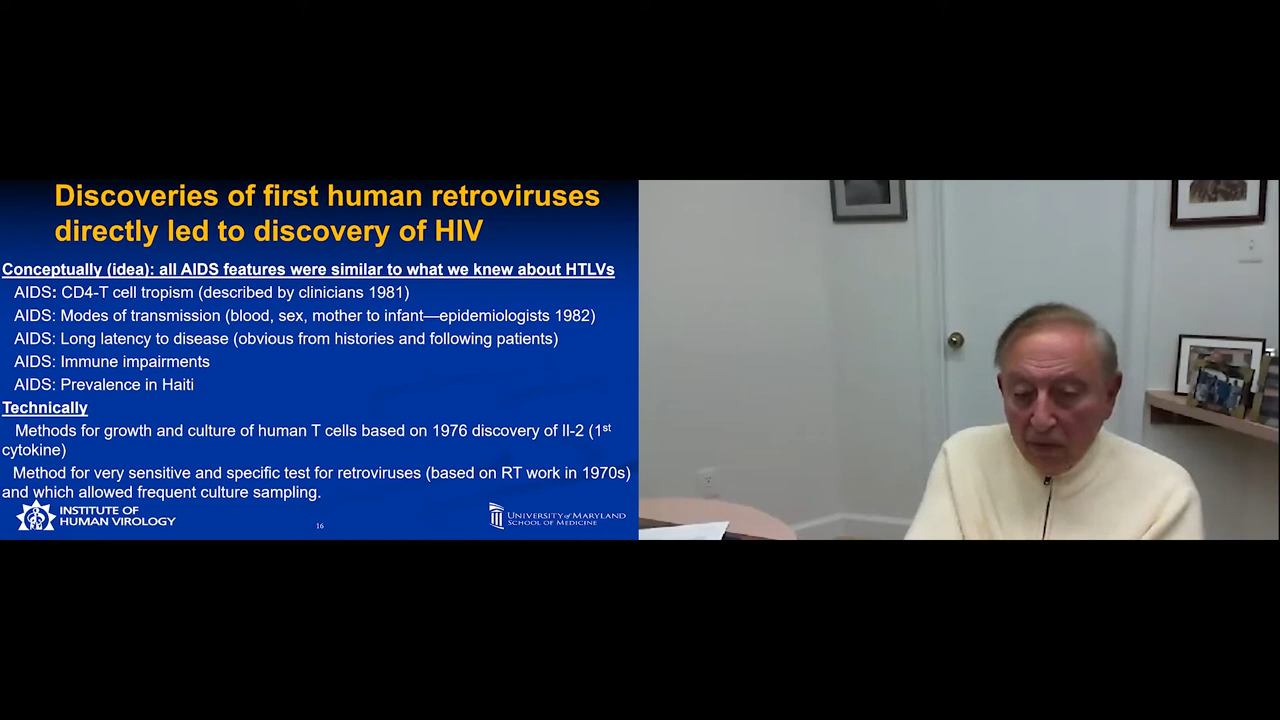 Discoveries of first human retroviruses
directly led to discovery of HIV
Conceptually (idea): all AIDS features were similar to what we knew about HTLVs
AIDS: CD4-T cell tropism (described by clinicians 1981)
AIDS: Modes of transmission (blood, sex, mother to infant—epidemiologists 1982)
AIDS: Long latency to disease (obvious from histories and following patients)
AIDS: Immune impairments
AIDS: Prevalence in Haiti
Technically
Methods for growth and culture of human T cells based on 1976 discovery of Il-2 (1st
cytokine)
Method for very sensitive and specific test for retroviruses (based on RT work in 1970s)
and which allowed frequent culture sampling.
INSTITUTE OF
HUMAN VIROLOGY
16
UNIVERSITY of MARYLAND
SCHOOL OF MEDICINE